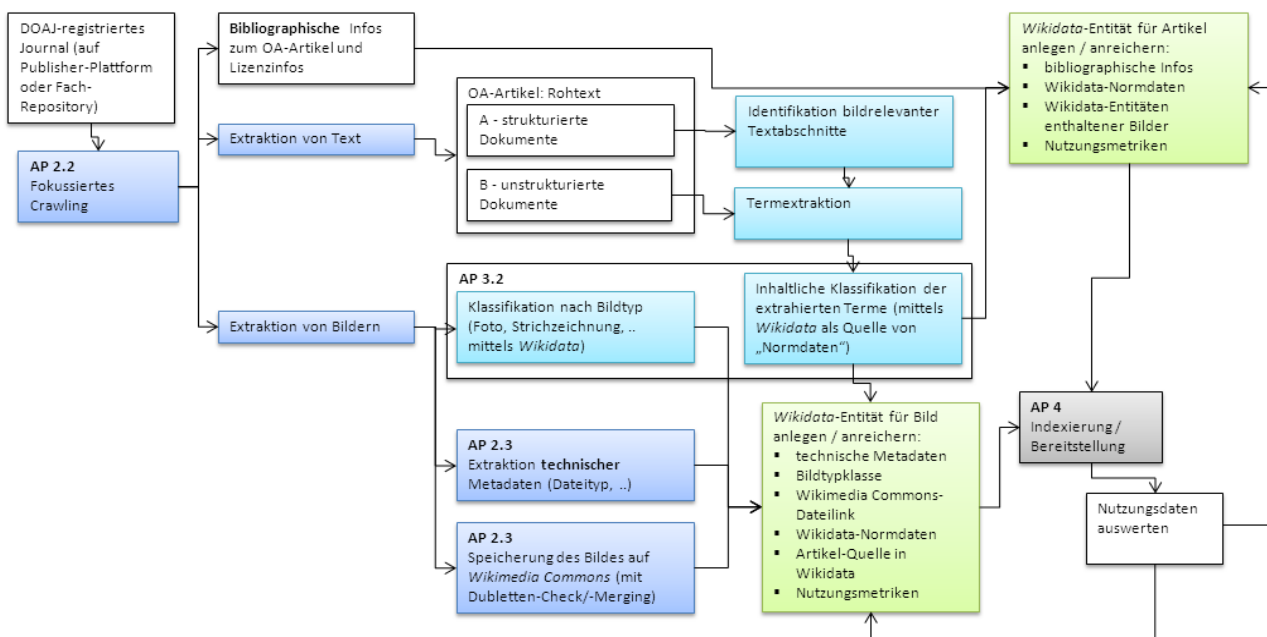 DOAJ-registriertes
Journal (auf
Publisher-Plattform
oder Fach-
Repository)
AP 2.2
Fokussiertes
Crawling
Bibliographische Infos
zum OA-Artikel und
Lizenzinfos
Extraktion von Text
Extraktion von Bildern
OA-Artikel: Rohtext
A - strukturierte
Dokumente
B - unstrukturierte
Dokumente
Identifikation bildrelevanter
Textabschnitte
Termextraktion
AP 3.2
Klassifikation nach Bildtyp
(Foto, Strichzeichnung, ..
mittels Wikidata)
Inhaltliche Klassifikation der
extrahierten Terme (mittels
Wikidata als Quelle von
„Normdaten“)
AP 2.3
Extraktion technischer
Metadaten (Dateityp, ..)
AP 2.3
Speicherung des Bildes auf
Wikimedia Commons (mit
Dubletten-Check/-Merging)
Wikidata-Entität für Bild
anlegen / anreichern:
▪ technische Metadaten
▪ Bildtypklasse
▪ Wikimedia Commons-
Dateilink
▪ Wikidata-Normdaten
▪ Artikel-Quelle in
Wikidata
▪ Nutzungsmetriken
Wikidata-Entität für Artikel
anlegen / anreichern:
▪ bibliographische Infos
▪ Wikidata-Normdaten
▪ Wikidata-Entitäten
enthaltener Bilder
▪ Nutzungsmetriken
AP 4
Indexierung /
Bereitstellung
Nutzungsdaten
auswerten